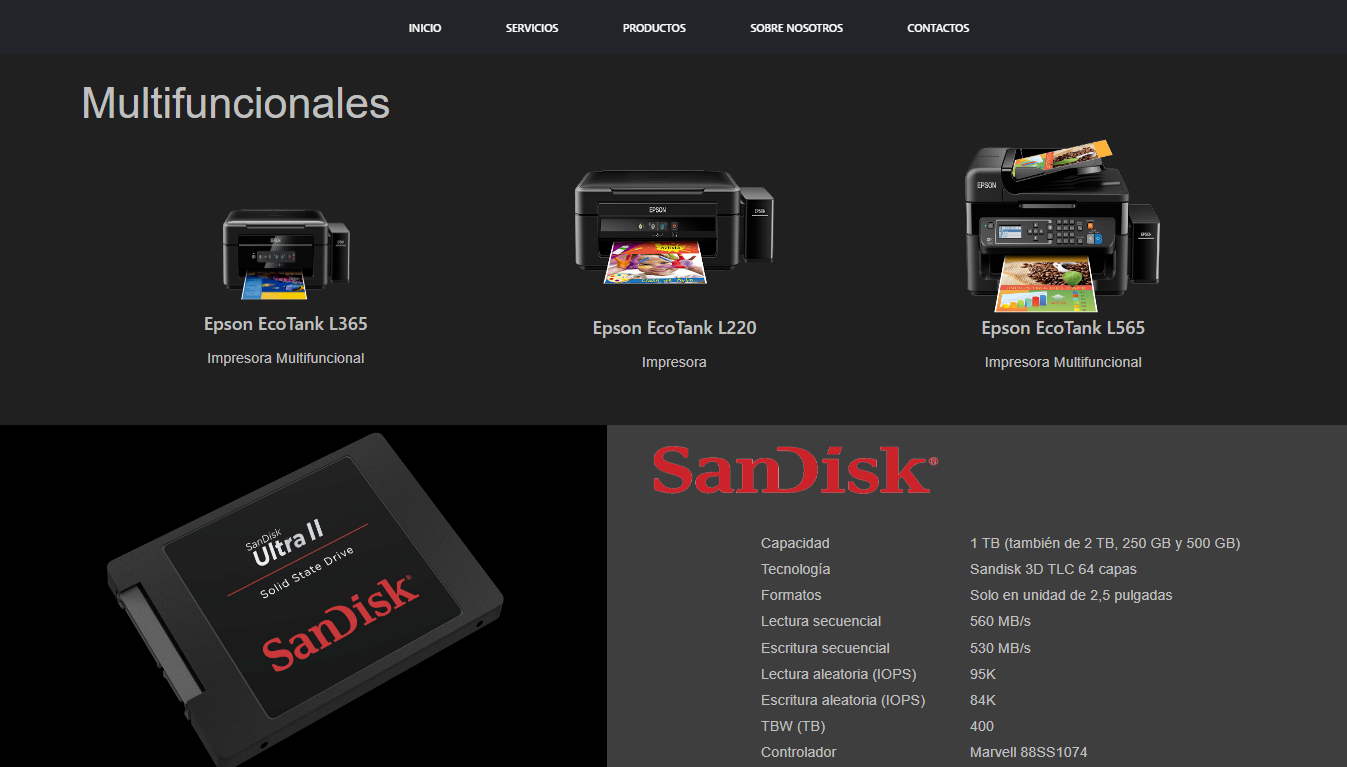 INICIO SERVICIOS PRODUCTOS SOBRE NOSOTROS CONTACTOS
Multifuncionales
EPSON
EPSON
EPSON
EPSON
EPSON
Epson EcoTank L365
Epson EcoTank L220
Epson EcoTank L565
Impresora Multifuncional
Impresora
Impresora Multifuncional
SanDisk
Ultra II
Solid State Drive
SanDisk
SanDisk
Capacidad 1 TB (también de 2 TB, 250 GB y 500 GB)
Tecnología Sandisk 3D TLC 64 capas
Formatos Solo en unidad de 2,5 pulgadas
Lectura secuencial 560 MB/s
Escritura secuencial 530 MB/s
Lectura aleatoria (IOPS) 95K
Escritura aleatoria (IOPS) 84K
TBW (TB) 400
Controlador Marvell 88SS1074